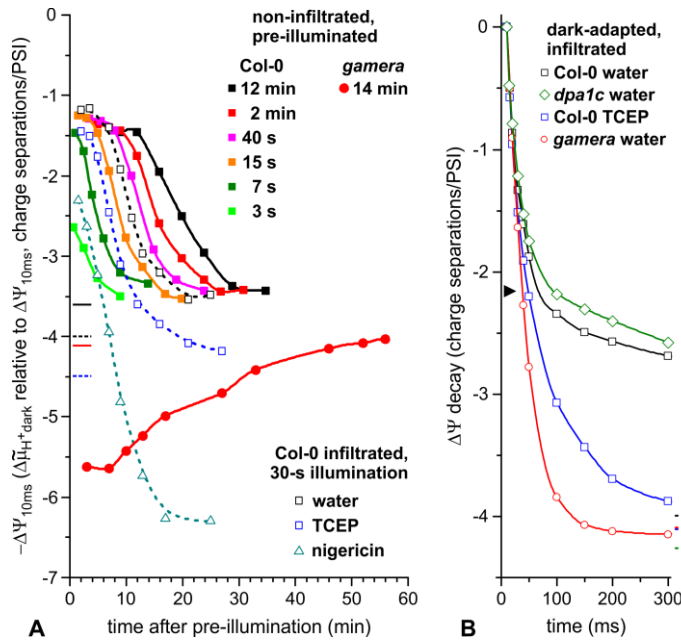 A
−ΔΨ10ms (Δμ̃H+dark relative to ΔΨ10ms, charge separations/PSI)
0
-1
-2
-3
-4
-5
-6
-7
non-infiltrated,
pre-illuminated
Col-0
gamera
12 min
14 min
2 min
40 s
15 s
7 s
3 s
Col-0 infiltrated,
30-s illumination
water
TCEP
nigericin
0 10 20 30 40 50 60
time after pre-illumination (min)
B
ΔΨ decay (charge separations/PSI)
0
-1
-2
-3
-4
dark-adapted,
infiltrated
Col-0 water
dpa1c water
Col-0 TCEP
gamera water
0 100 200 300
time (ms)